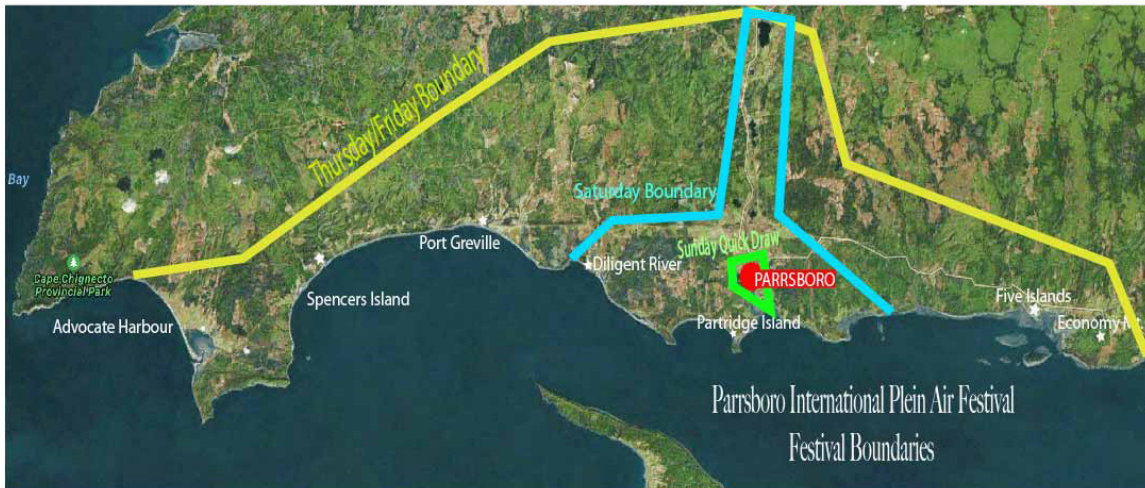 Thursday/Friday Boundary
Bay
Saturday Boundary
Port Greville
Sunday Quick Draw
Diligent River
PARRSBORO
Cape Chignecto
Provincial Park
Spencers Island
Five Islands
Advocate Harbour
Partridge Island
Economy
Parrsboro International Plein Air Festival
Festival Boundaries